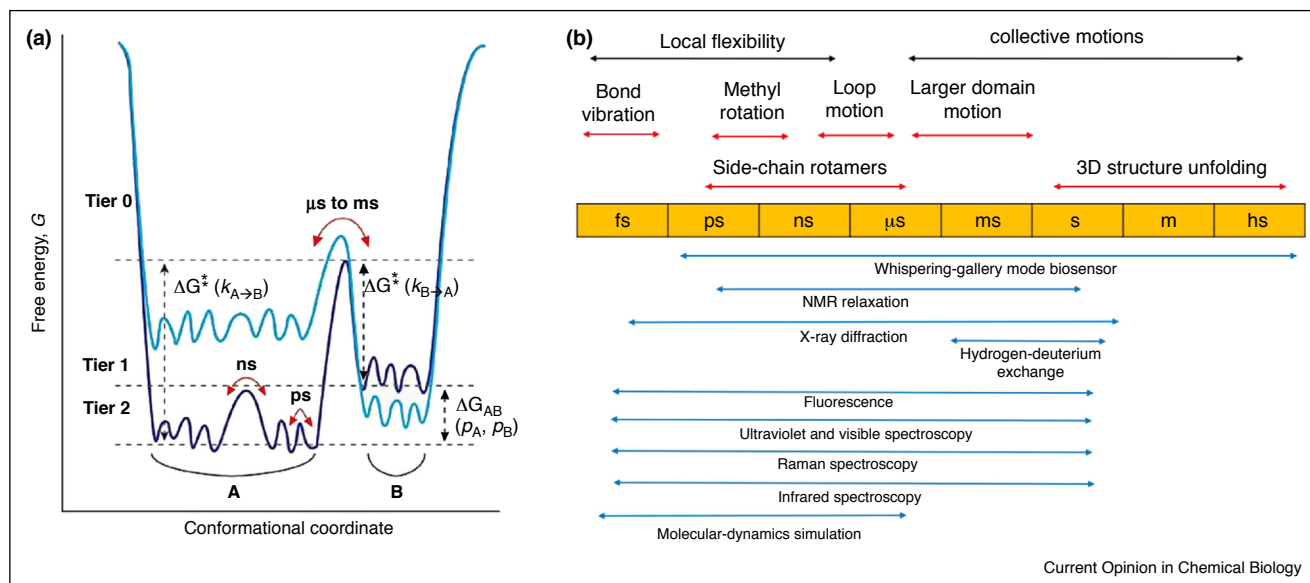 (a)
Free energy, G
Tier 0
Tier 1
Tier 2
μs to ms
ΔG* (kA→B)
ΔG* (kB→A)
ns
ps
ΔGAB
(pA, pB)
A
B
Conformational coordinate
(b)
Local flexibility
collective motions
Bond
vibration
Methyl
rotation
Loop
motion
Larger domain
motion
Side-chain rotamers
3D structure unfolding
fs
ps
ns
μs
ms
s
m
hs
Whispering-gallery mode biosensor
NMR relaxation
X-ray diffraction
Hydrogen-deuterium
exchange
Fluorescence
Ultraviolet and visible spectroscopy
Raman spectroscopy
Infrared spectroscopy
Molecular-dynamics simulation
Current Opinion in Chemical Biology